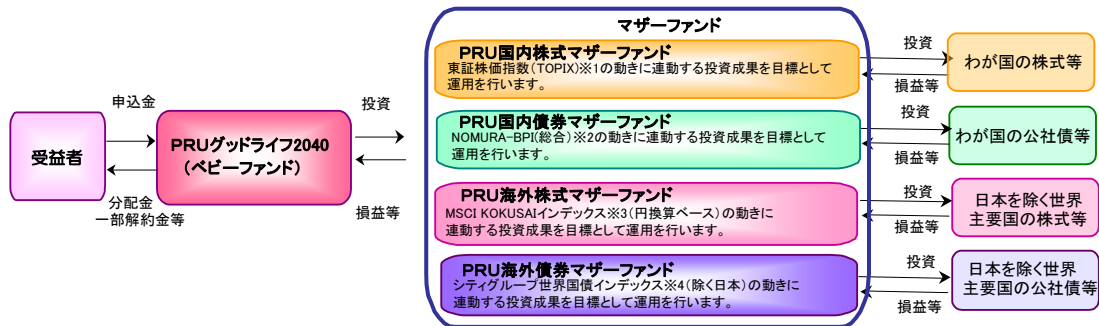 マザーファンド
受益者
申込金
分配金
一部解約金等
PRUグッドライフ2040
(ベビーファンド)
投資
損益等
PRU国内株式マザーファンド
東証株価指数(TOPIX)※1の動きに連動する投資成果を目標として
運用を行います。
投資
損益等
わが国の株式等
PRU国内債券マザーファンド
NOMURA-BPI(総合)※2の動きに連動する投資成果を目標として
運用を行います。
投資
損益等
わが国の公社債等
PRU海外株式マザーファンド
MSCI KOKUSAIインデックス※3(円換算ベース)の動きに
連動する投資成果を目標として運用を行います。
投資
損益等
日本を除く世界
主要国の株式等
PRU海外債券マザーファンド
シティグループ世界国債インデックス※4(除く日本)の動きに
連動する投資成果を目標として運用を行います。
投資
損益等
日本を除く世界
主要国の公社債等